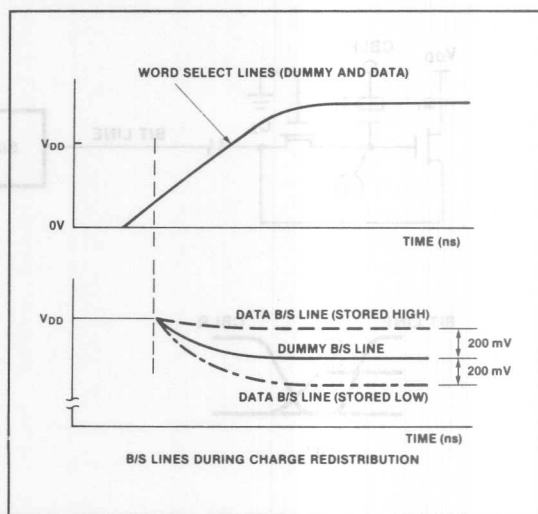 WORD SELECT LINES (DUMMY AND DATA)
VDD
0V
TIME (ns)
VDD
DATA B/S LINE (STORED HIGH)
200 mV
DUMMY B/S LINE
200 mV
DATA B/S LINE (STORED LOW)
TIME (ns)
B/S LINES DURING CHARGE REDISTRIBUTION